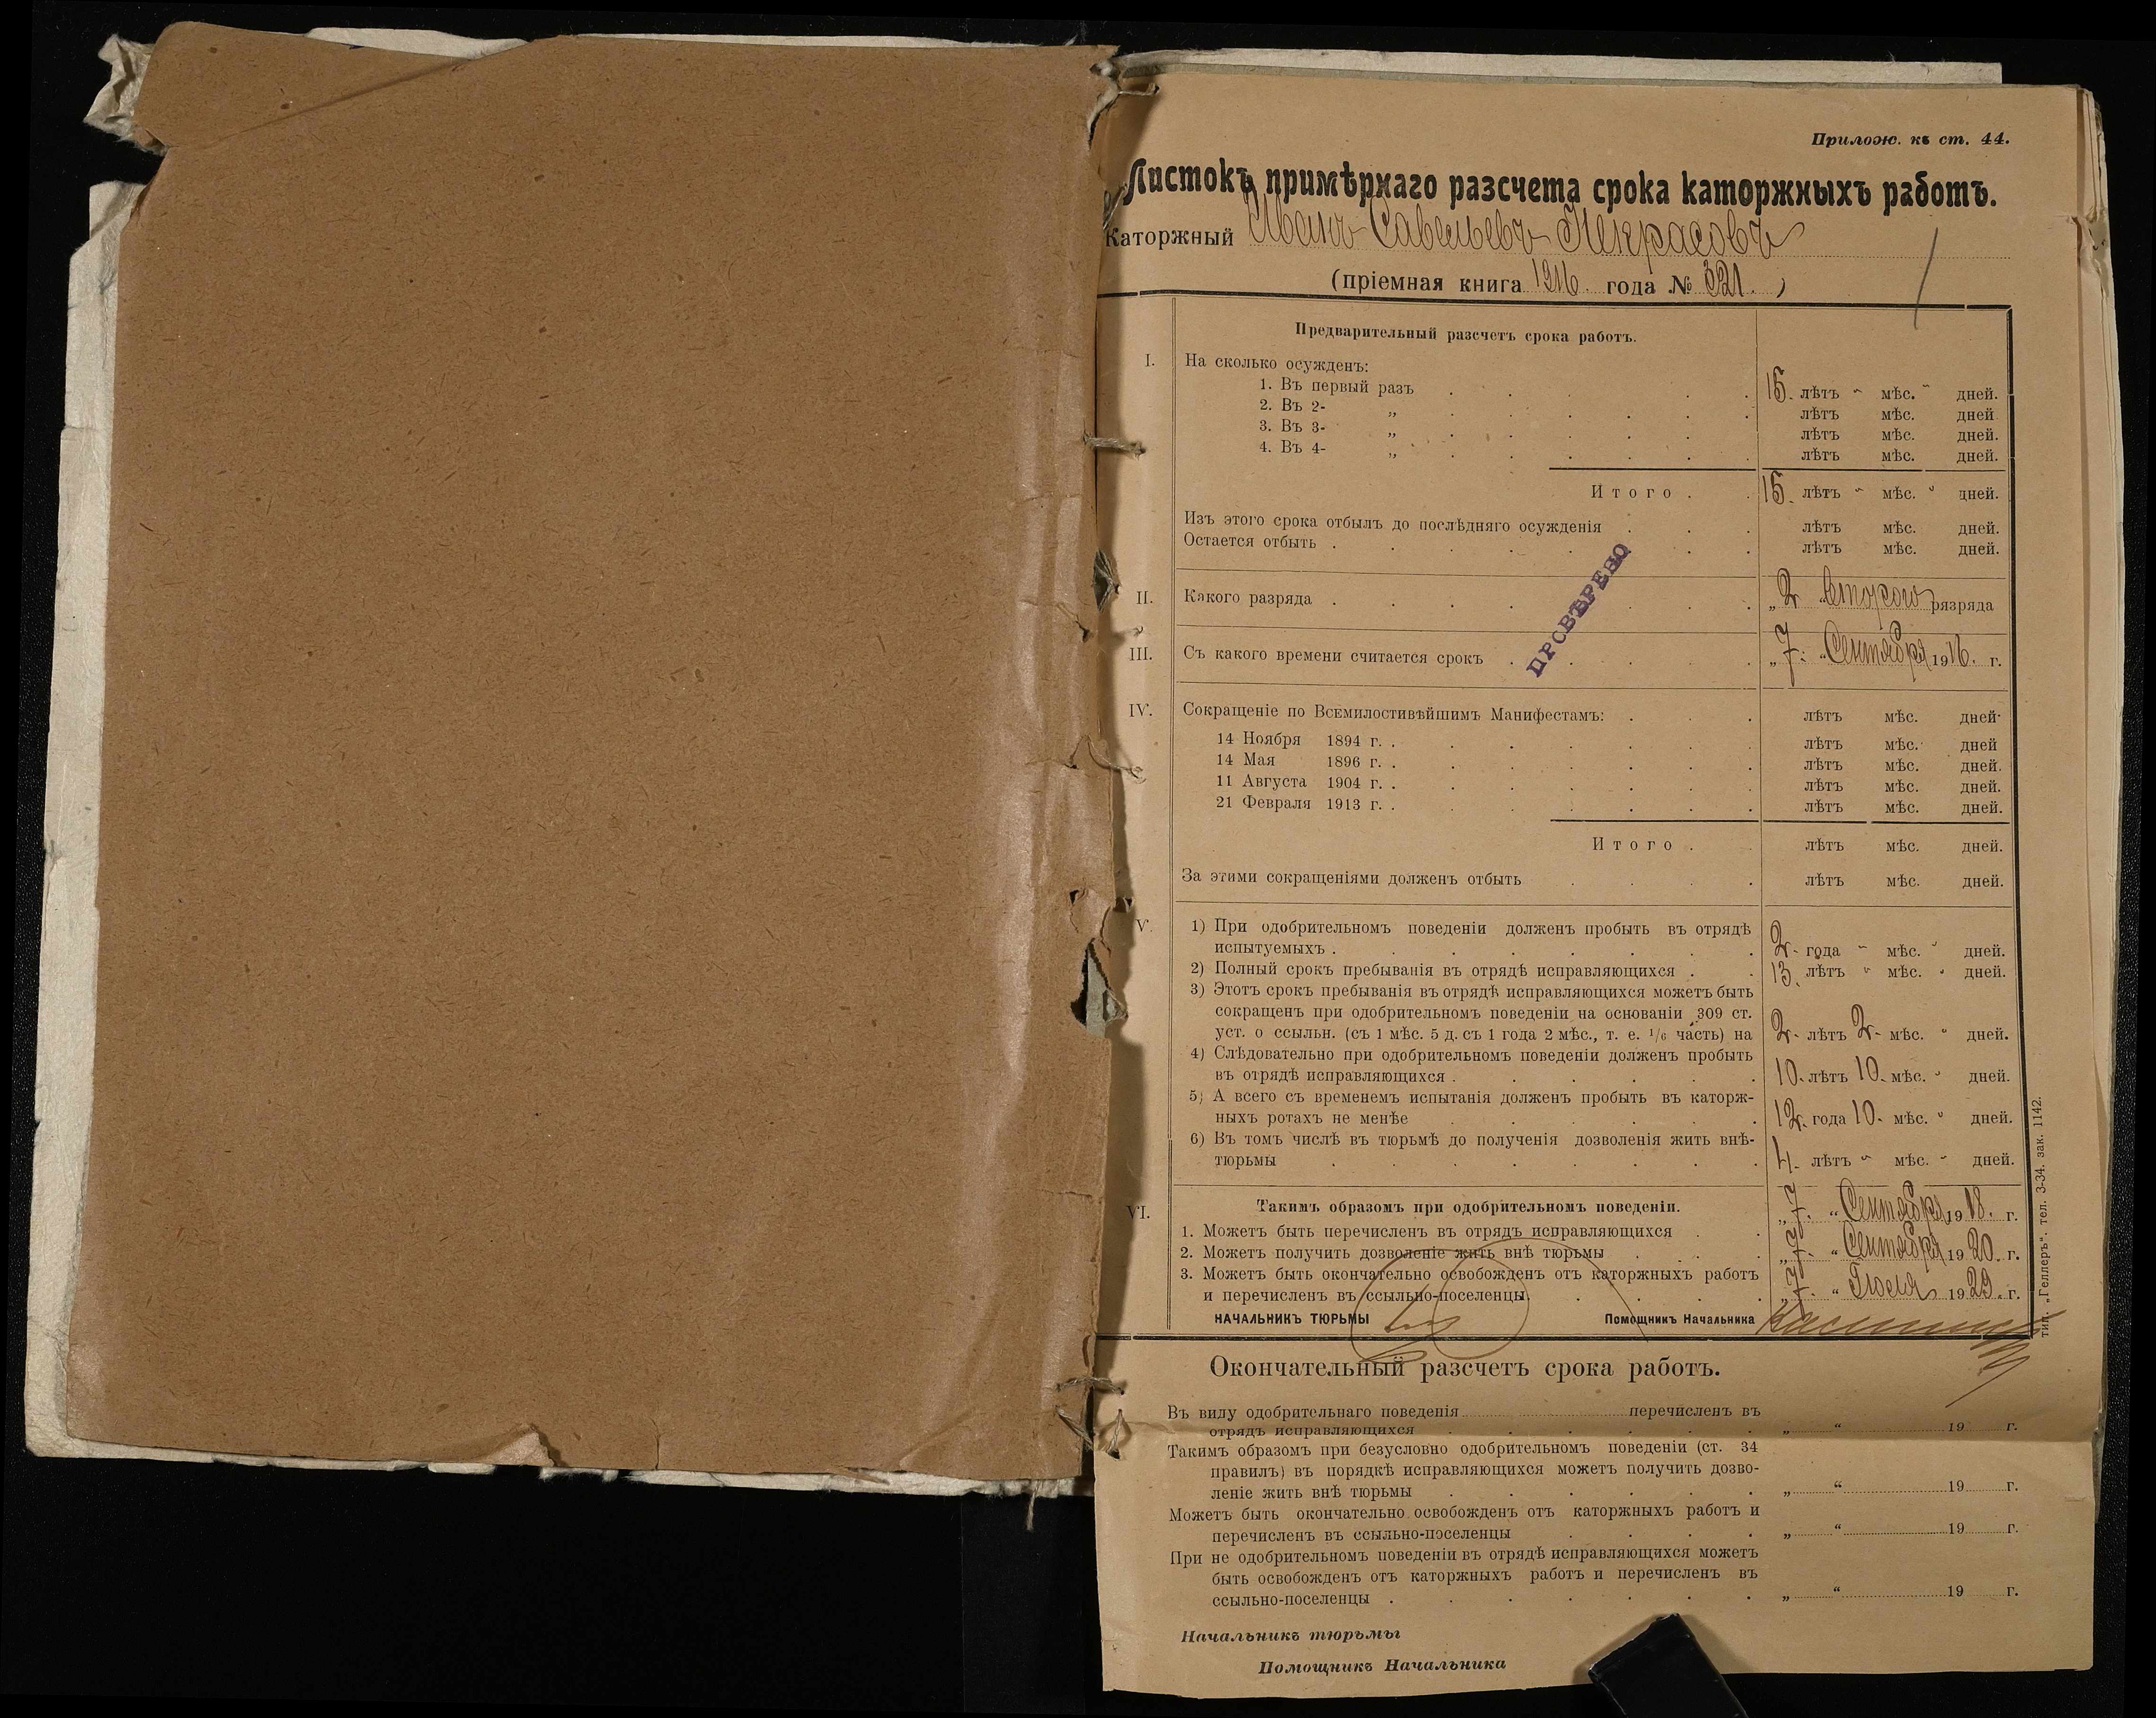 Прилож. къ ст. 44.
Листокъ примѣрнаго разсчета срока каторжныхъ работъ.
Каторжный Иванъ Савельевъ Некрасовъ
(пріемная книга 1916 года № 321.)
Предварительный разсчетъ срока работъ.
I. На сколько осужденъ:
1. Въ первый разъ 15. лѣтъ „ мѣс. „ дней.
2. Въ 2- „ лѣтъ мѣс. дней
3. Въ 3- „ лѣтъ мѣс. дней.
4. Въ 4- „ лѣтъ мѣс. дней.
Итого . 15. лѣтъ „ мѣс. „ дней.
Изъ этого срока отбылъ до послѣдняго осужденія лѣтъ мѣс. дней.
Остается отбыть . лѣтъ мѣс. дней.
ПРОВѢРЕНО
II. Какого разряда . „2 второго разряда
III. Съ какого времени считается срокъ . „7 „ Сентября 1916. г.
IV. Сокращеніе по Всемилостивѣйшимъ Манифестамъ: лѣтъ мѣс. дней.
14 Ноября 1894 г. . лѣтъ мѣс. дней
14 Мая 1896 г. . лѣтъ мѣс. дней.
11 Августа 1904 г. . лѣтъ мѣс. дней.
21 Февраля 1913 г. . лѣтъ мѣс. дней.
Итого . лѣтъ мѣс. дней.
За этими сокращеніями долженъ отбыть лѣтъ мѣс. дней.
V. 1) При одобрительномъ поведеніи долженъ пробыть въ отрядѣ
испытуемыхъ . 2. года „ мѣс. „ дней.
2) Полный срокъ пребыванія въ отрядѣ исправляющихся . 13. лѣтъ „ мѣс. „ дней.
3) Этотъ срокъ пребыванія въ отрядѣ исправляющихся можетъ быть
сокращенъ при одобрительномъ поведеніи на основаніи 309 ст.
уст. о ссыльн. (съ 1 мѣс. 5 д. съ 1 года 2 мѣс., т. е. 1/6 часть) на 2. лѣтъ 2. мѣс. „ дней.
4) Слѣдовательно при одобрительномъ поведеніи долженъ пробыть
въ отрядѣ исправляющихся . 10. лѣтъ 10. мѣс. „ дней.
5) А всего съ временемъ испытанія долженъ пробыть въ каторж-
ныхъ ротахъ не менѣе 12. года 10. мѣс. „ дней.
6) Въ томъ числѣ въ тюрьмѣ до полученія дозволенія жить внѣ-
тюрьмы 4. лѣтъ „ мѣс. „ дней.
VI. Такимъ образомъ при одобрительномъ поведеніи.
1. Можетъ быть перечисленъ въ отрядъ исправляющихся . „7. „ Сентября 1918. г.
2. Можетъ получить дозволеніе жить внѣ тюрьмы „7. „ Сентября 1920. г.
3. Можетъ быть окончательно освобожденъ отъ каторжныхъ работъ
и перечисленъ въ ссыльно-поселенцы. „7. „ Іюля 1929. г.
НАЧАЛЬНИКЪ ТЮРЬМЫ Помощникъ Начальника
тип. „Геллеръ“. тел. 3-34. зак. 1142.
Окончательный разсчетъ срока работъ.
Въ виду одобрительнаго поведенія перечисленъ въ
отрядъ исправляющихся „ “ 19 г.
Такимъ образомъ при безусловно одобрительномъ поведеніи (ст. 34
правилъ) въ порядкѣ исправляющихся можетъ получить дозво-
леніе жить внѣ тюрьмы „ “ 19 г.
Можетъ быть окончательно освобожденъ отъ каторжныхъ работъ и
перечисленъ въ ссыльно-поселенцы „ “ 19 г.
При не одобрительномъ поведеніи въ отрядѣ исправляющихся можетъ
быть освобожденъ отъ каторжныхъ работъ и перечисленъ въ
ссыльно-поселенцы . „ “ 19 г.
Начальникъ тюрьмы
Помощникъ Начальника